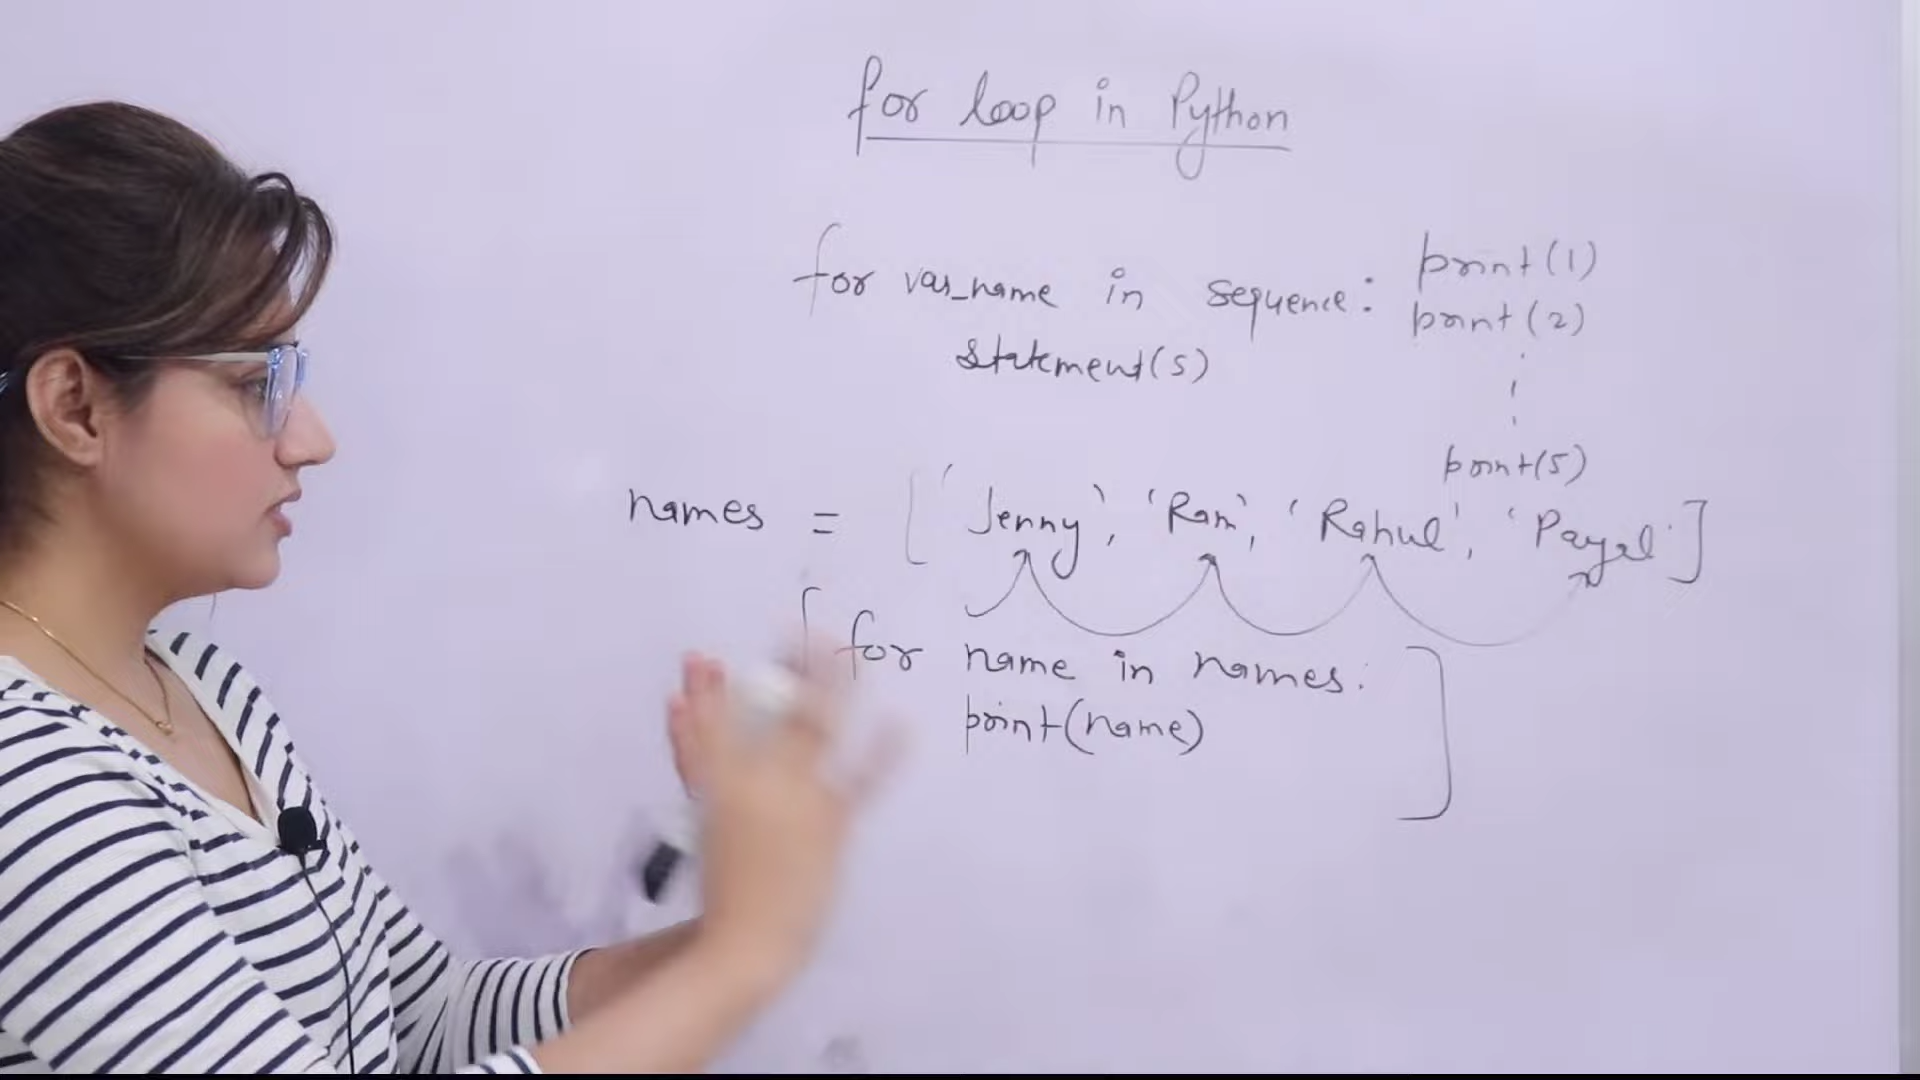 for loop in Python
for var_name in sequence:
statement(s)
print(1)
print(2)
print(5)
names = ['Jenny', 'Ram', 'Rahul', 'Payal']
for name in names:
print(name)